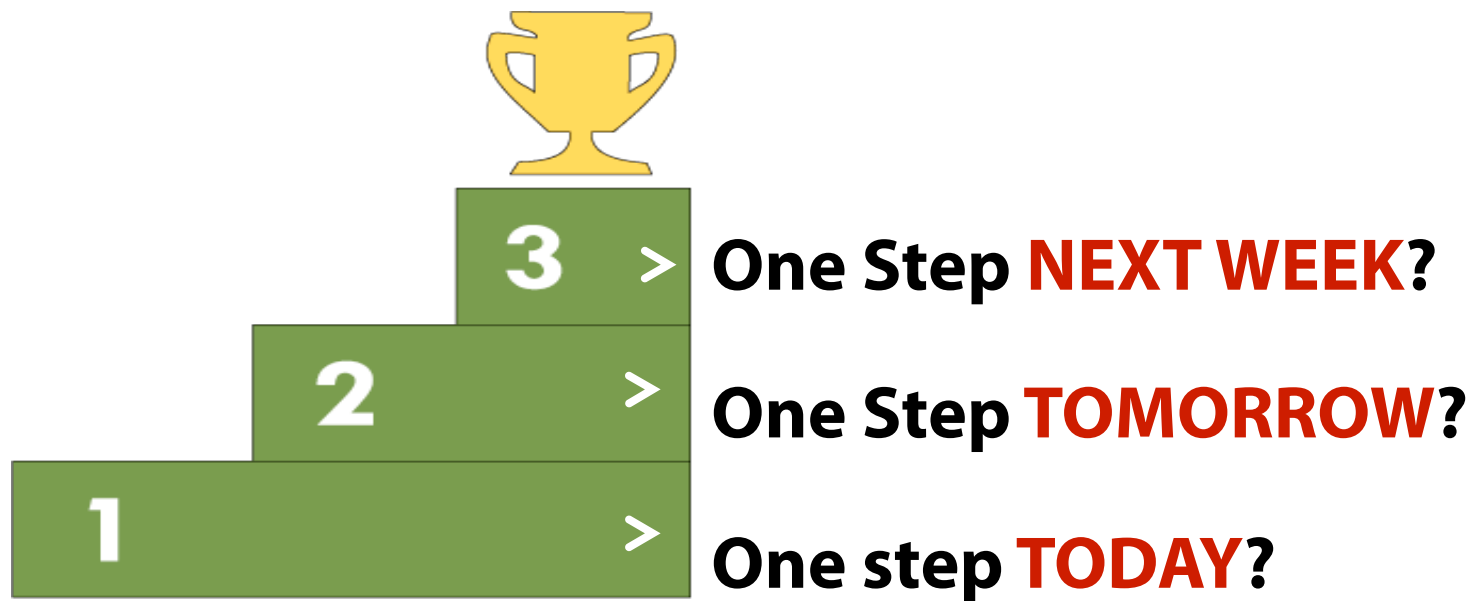 3 > One Step NEXT WEEK?
2 > One Step TOMORROW?
1 > One step TODAY?